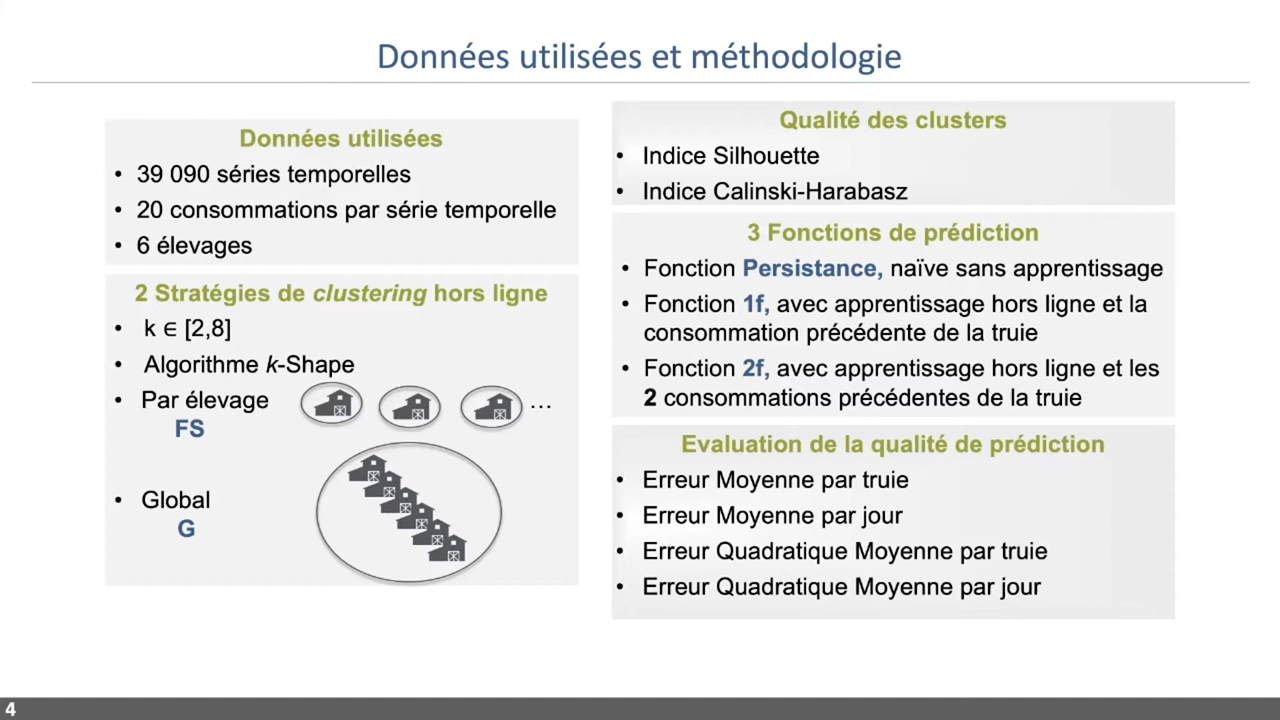 Données utilisées et méthodologie
Données utilisées
• 39 090 séries temporelles
• 20 consommations par série temporelle
• 6 élevages
2 Stratégies de clustering hors ligne
• k ∈ [2,8]
• Algorithme k-Shape
• Par élevage
...
FS
• Global
G
Qualité des clusters
• Indice Silhouette
• Indice Calinski-Harabasz
3 Fonctions de prédiction
• Fonction Persistance, naïve sans apprentissage
• Fonction 1f, avec apprentissage hors ligne et la
consommation précédente de la truie
• Fonction 2f, avec apprentissage hors ligne et les
2 consommations précédentes de la truie
Evaluation de la qualité de prédiction
• Erreur Moyenne par truie
• Erreur Moyenne par jour
• Erreur Quadratique Moyenne par truie
• Erreur Quadratique Moyenne par jour
4